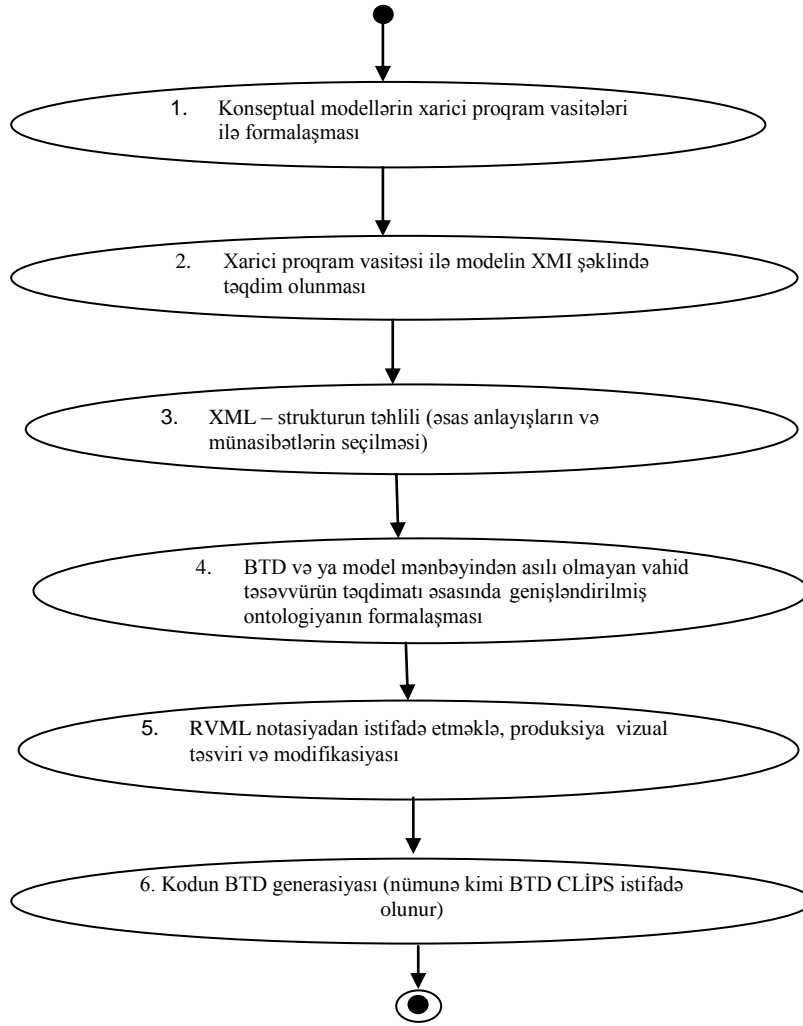 1. Konseptual modellərin xarici proqram vasitələri
ilə formalaşması
2. Xarici proqram vasitəsi ilə modelin XMI şəklində
təqdim olunması
3. XML – strukturun təhlili (əsas anlayışların və
münasibətlərin seçilməsi)
4. BTD və ya model mənbəyindən asılı olmayan vahid
təsəvvürün təqdimatı əsasında genişləndirilmiş
ontologiyanın formalaşması
5. RVML notasiyadan istifadə etməklə, produksiya vizual
təsviri və modifikasiyası
6. Kodun BTD generasiyası (nümunə kimi BTD CLİPS istifadə
olunur)